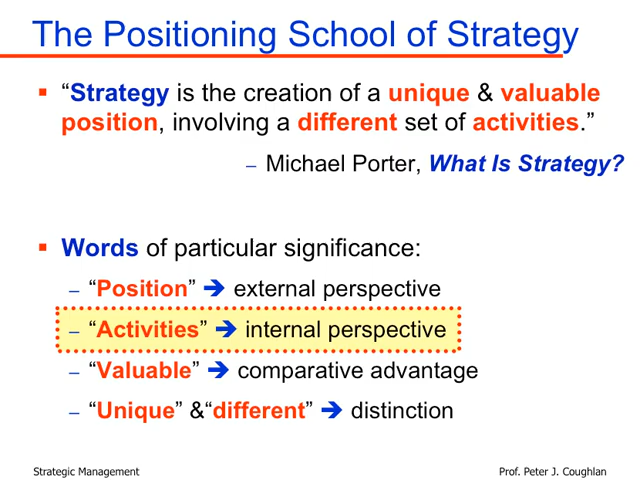 The Positioning School of Strategy
▪ “Strategy is the creation of a unique & valuable
position, involving a different set of activities.”
– Michael Porter, What Is Strategy?
▪ Words of particular significance:
– “Position” ➔ external perspective
– “Activities” ➔ internal perspective
– “Valuable” ➔ comparative advantage
– “Unique” &“different” ➔ distinction
Strategic Management
Prof. Peter J. Coughlan